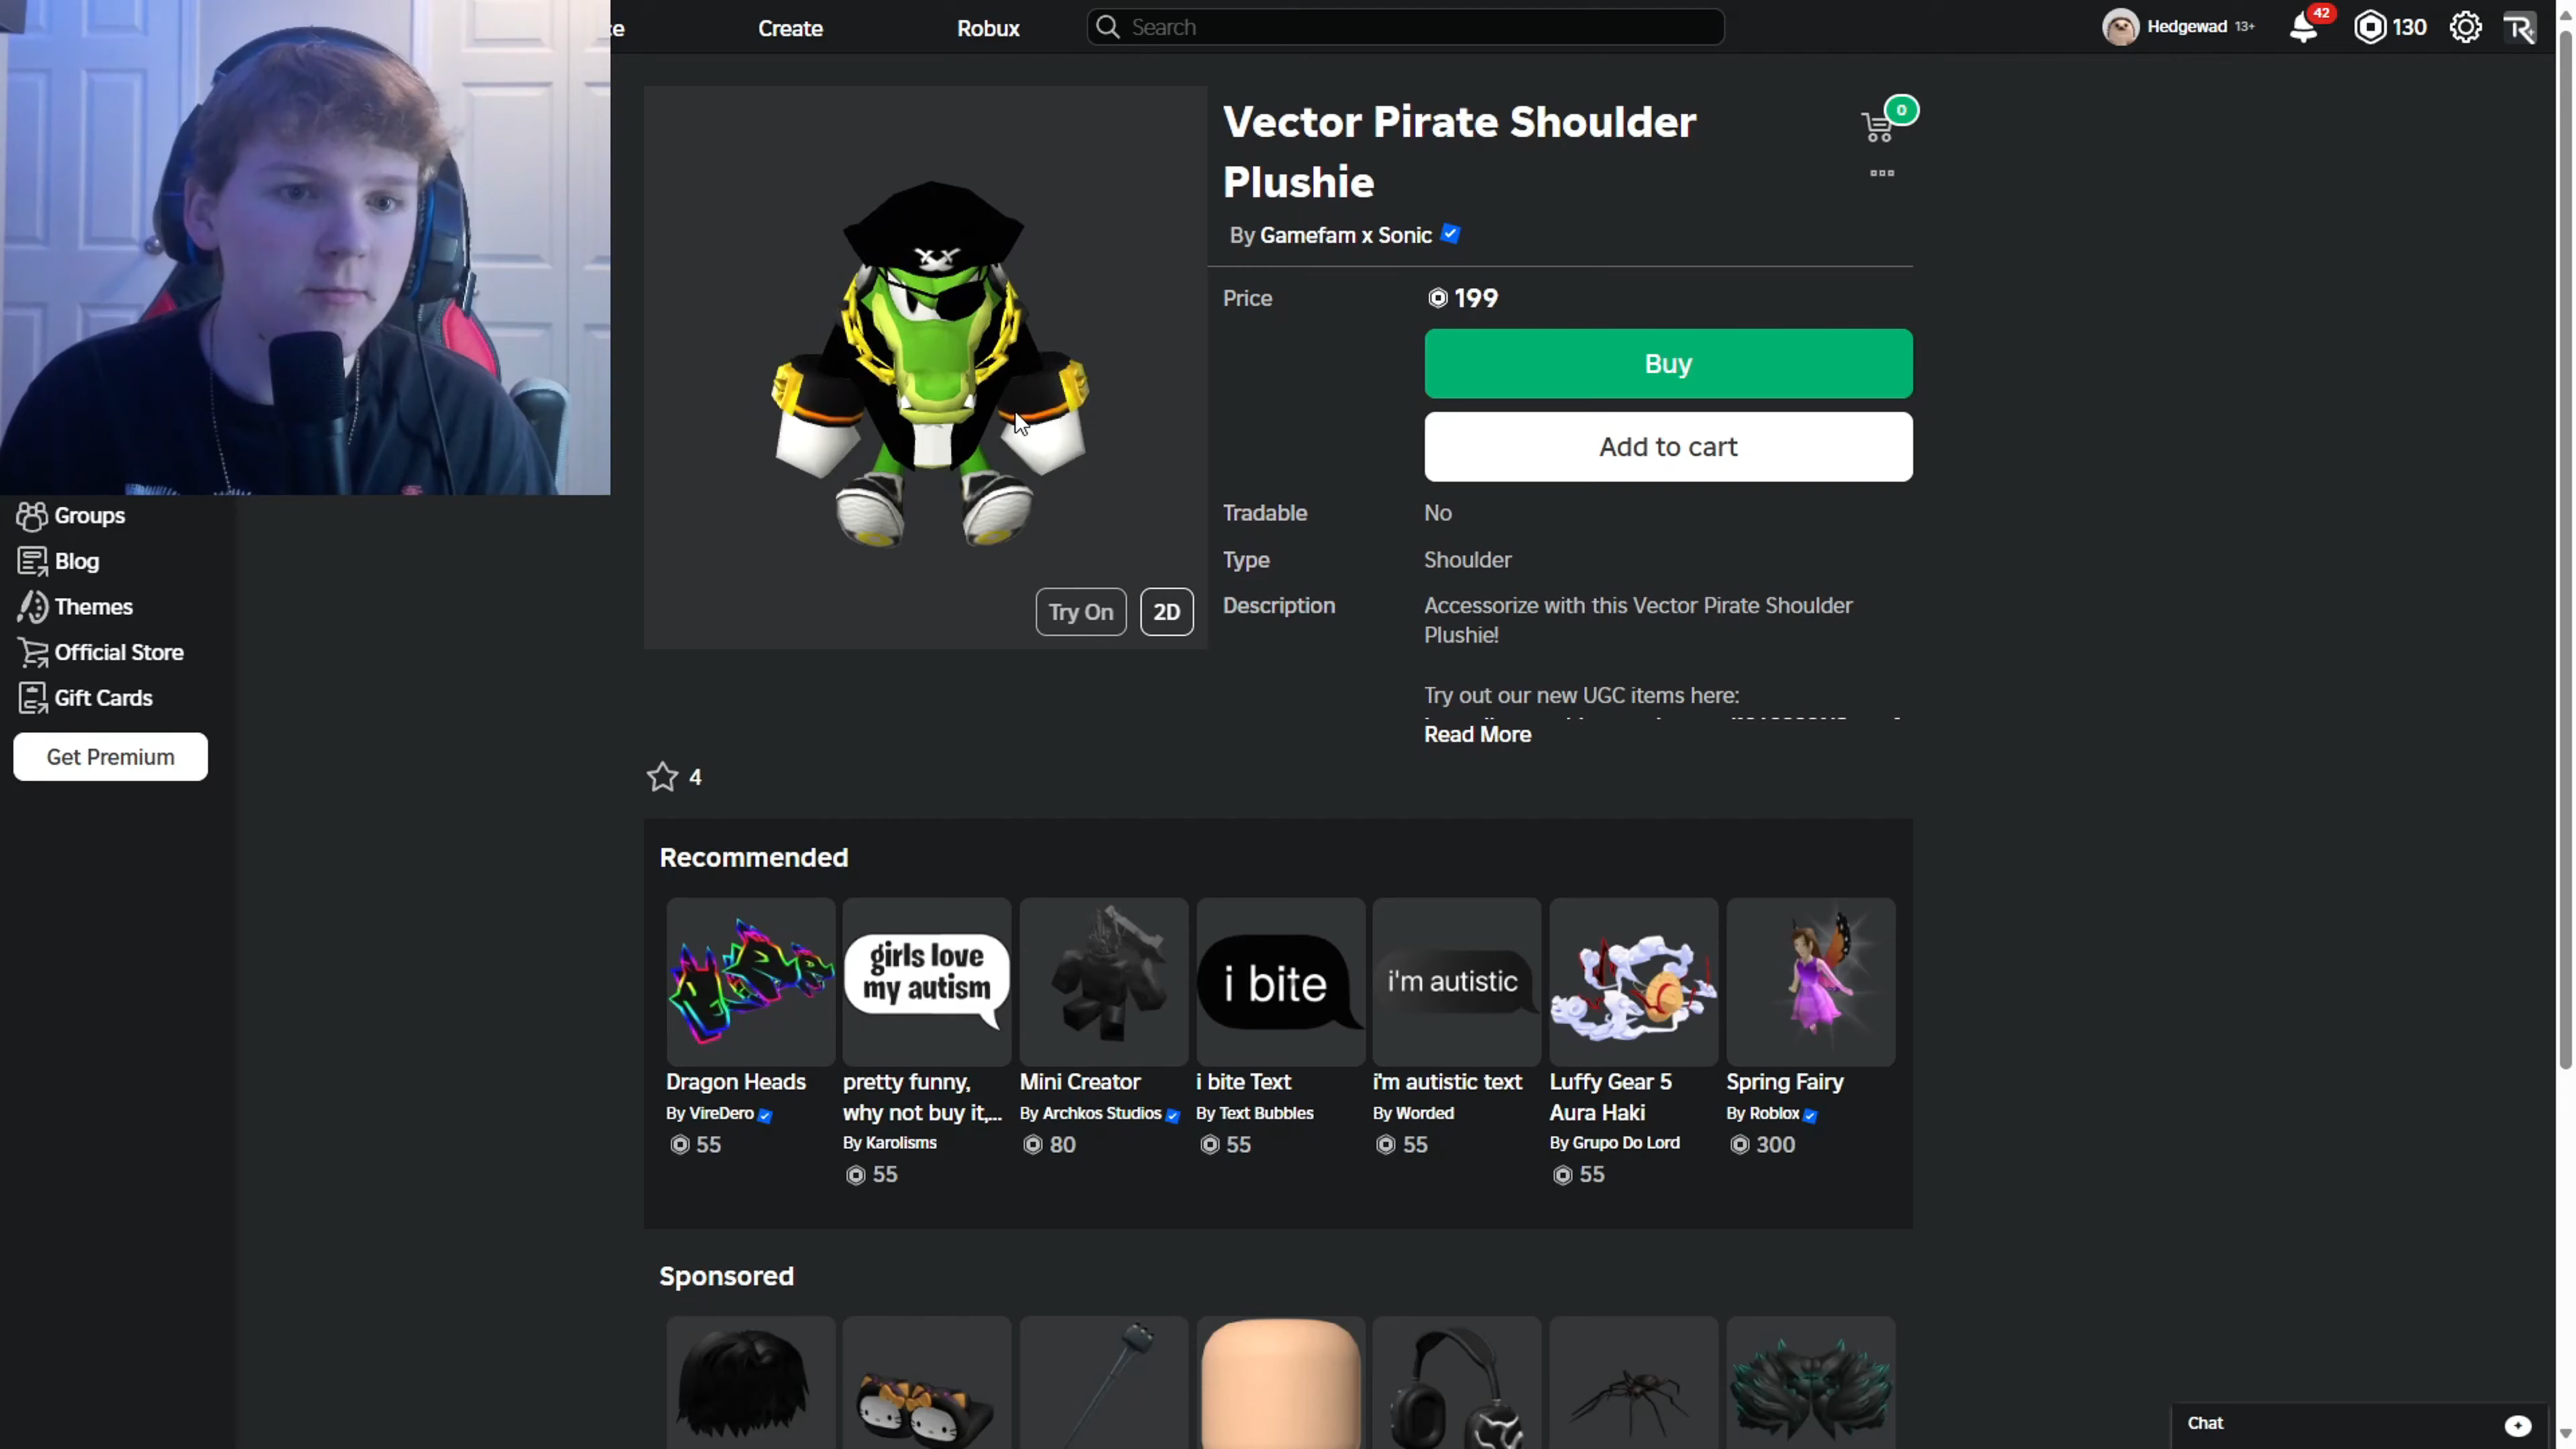 Create
Robux
Search
Hedgewad 13+
42
130
Vector Pirate Shoulder
Plushie
0
By Gamefam x Sonic
Price
199
Buy
Add to cart
Tradable
No
Type
Shoulder
Description
Accessorize with this Vector Pirate Shoulder
Plushie!
Try out our new UGC items here:
Read More
Try On
2D
Groups
Blog
Themes
Official Store
Gift Cards
Get Premium
4
Recommended
girls love
my autism
i bite
i'm autistic
Dragon Heads
By VireDero
55
pretty funny,
why not buy it,...
By Karolisms
55
Mini Creator
By Archkos Studios
80
i bite Text
By Text Bubbles
55
i'm autistic text
By Worded
55
Luffy Gear 5
Aura Haki
By Grupo Do Lord
55
Spring Fairy
By Roblox
300
Sponsored
Chat